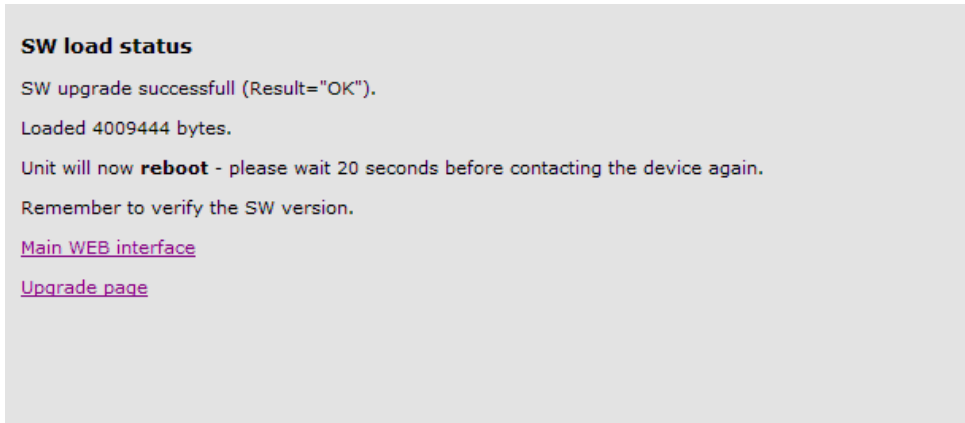 SW load status
SW upgrade successfull (Result="OK").
Loaded 4009444 bytes.
Unit will now reboot - please wait 20 seconds before contacting the device again.
Remember to verify the SW version.
Main WEB interface
Upgrade page